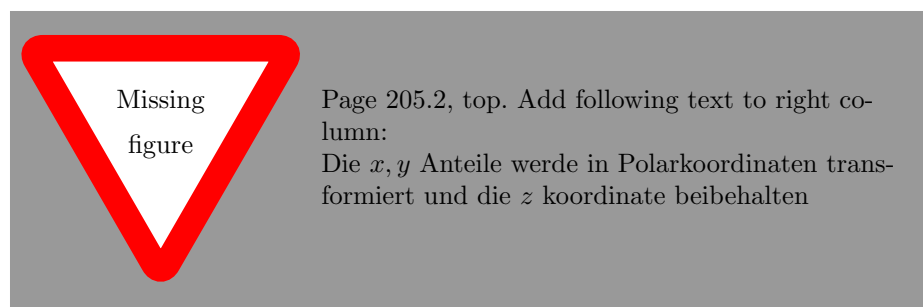 Missing
figure
Page 205.2, top. Add following text to right co-
lumn:
Die x, y Anteile werde in Polarkoordinaten trans-
formiert und die z koordinate beibehalten